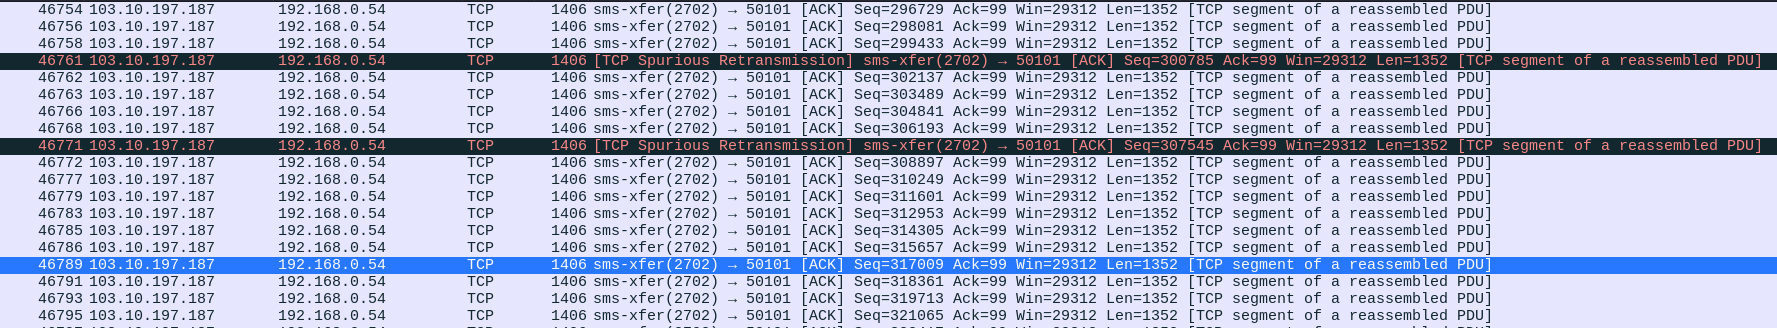 46754 103.10.197.187 192.168.0.54 TCP 1406 sms-xfer(2702) → 50101 [ACK] Seq=296729 Ack=99 Win=29312 Len=1352 [TCP segment of a reassembled PDU]
46756 103.10.197.187 192.168.0.54 TCP 1406 sms-xfer(2702) → 50101 [ACK] Seq=298081 Ack=99 Win=29312 Len=1352 [TCP segment of a reassembled PDU]
46758 103.10.197.187 192.168.0.54 TCP 1406 sms-xfer(2702) → 50101 [ACK] Seq=299433 Ack=99 Win=29312 Len=1352 [TCP segment of a reassembled PDU]
46761 103.10.197.187 192.168.0.54 TCP 1406 [TCP Spurious Retransmission] sms-xfer(2702) → 50101 [ACK] Seq=300785 Ack=99 Win=29312 Len=1352 [TCP segment of a reassembled PDU]
46762 103.10.197.187 192.168.0.54 TCP 1406 sms-xfer(2702) → 50101 [ACK] Seq=302137 Ack=99 Win=29312 Len=1352 [TCP segment of a reassembled PDU]
46763 103.10.197.187 192.168.0.54 TCP 1406 sms-xfer(2702) → 50101 [ACK] Seq=303489 Ack=99 Win=29312 Len=1352 [TCP segment of a reassembled PDU]
46766 103.10.197.187 192.168.0.54 TCP 1406 sms-xfer(2702) → 50101 [ACK] Seq=304841 Ack=99 Win=29312 Len=1352 [TCP segment of a reassembled PDU]
46768 103.10.197.187 192.168.0.54 TCP 1406 sms-xfer(2702) → 50101 [ACK] Seq=306193 Ack=99 Win=29312 Len=1352 [TCP segment of a reassembled PDU]
46771 103.10.197.187 192.168.0.54 TCP 1406 [TCP Spurious Retransmission] sms-xfer(2702) → 50101 [ACK] Seq=307545 Ack=99 Win=29312 Len=1352 [TCP segment of a reassembled PDU]
46772 103.10.197.187 192.168.0.54 TCP 1406 sms-xfer(2702) → 50101 [ACK] Seq=308897 Ack=99 Win=29312 Len=1352 [TCP segment of a reassembled PDU]
46777 103.10.197.187 192.168.0.54 TCP 1406 sms-xfer(2702) → 50101 [ACK] Seq=310249 Ack=99 Win=29312 Len=1352 [TCP segment of a reassembled PDU]
46779 103.10.197.187 192.168.0.54 TCP 1406 sms-xfer(2702) → 50101 [ACK] Seq=311601 Ack=99 Win=29312 Len=1352 [TCP segment of a reassembled PDU]
46783 103.10.197.187 192.168.0.54 TCP 1406 sms-xfer(2702) → 50101 [ACK] Seq=312953 Ack=99 Win=29312 Len=1352 [TCP segment of a reassembled PDU]
46785 103.10.197.187 192.168.0.54 TCP 1406 sms-xfer(2702) → 50101 [ACK] Seq=314305 Ack=99 Win=29312 Len=1352 [TCP segment of a reassembled PDU]
46786 103.10.197.187 192.168.0.54 TCP 1406 sms-xfer(2702) → 50101 [ACK] Seq=315657 Ack=99 Win=29312 Len=1352 [TCP segment of a reassembled PDU]
46789 103.10.197.187 192.168.0.54 TCP 1406 sms-xfer(2702) → 50101 [ACK] Seq=317009 Ack=99 Win=29312 Len=1352 [TCP segment of a reassembled PDU]
46791 103.10.197.187 192.168.0.54 TCP 1406 sms-xfer(2702) → 50101 [ACK] Seq=318361 Ack=99 Win=29312 Len=1352 [TCP segment of a reassembled PDU]
46793 103.10.197.187 192.168.0.54 TCP 1406 sms-xfer(2702) → 50101 [ACK] Seq=319713 Ack=99 Win=29312 Len=1352 [TCP segment of a reassembled PDU]
46795 103.10.197.187 192.168.0.54 TCP 1406 sms-xfer(2702) → 50101 [ACK] Seq=321065 Ack=99 Win=29312 Len=1352 [TCP segment of a reassembled PDU]